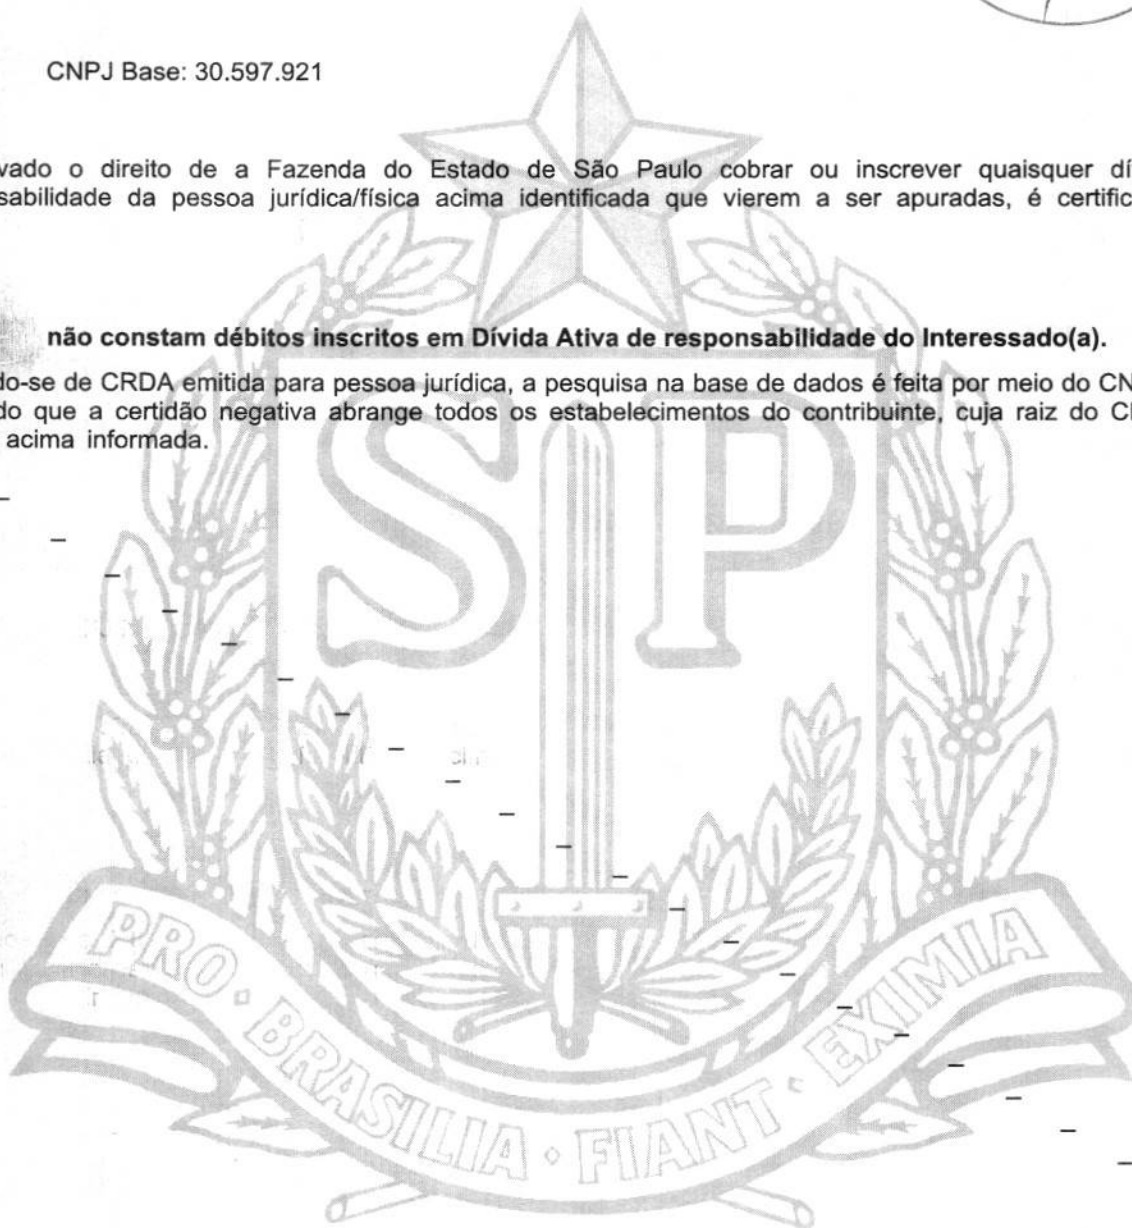 CNPJ Base: 30.597.921
vado o direito de a Fazenda do Estado de São Paulo cobrar ou inscrever quaisquer dí
sabilidade da pessoa jurídica/física acima identificada que vierem a ser apuradas, é certific
não constam débitos inscritos em Dívida Ativa de responsabilidade do Interessado(a).
do-se de CRDA emitida para pessoa jurídica, a pesquisa na base de dados é feita por meio do CN
do que a certidão negativa abrange todos os estabelecimentos do contribuinte, cuja raiz do C
acima informada.
SP
PRO · BRASILIA · FIANT · EXIMIA